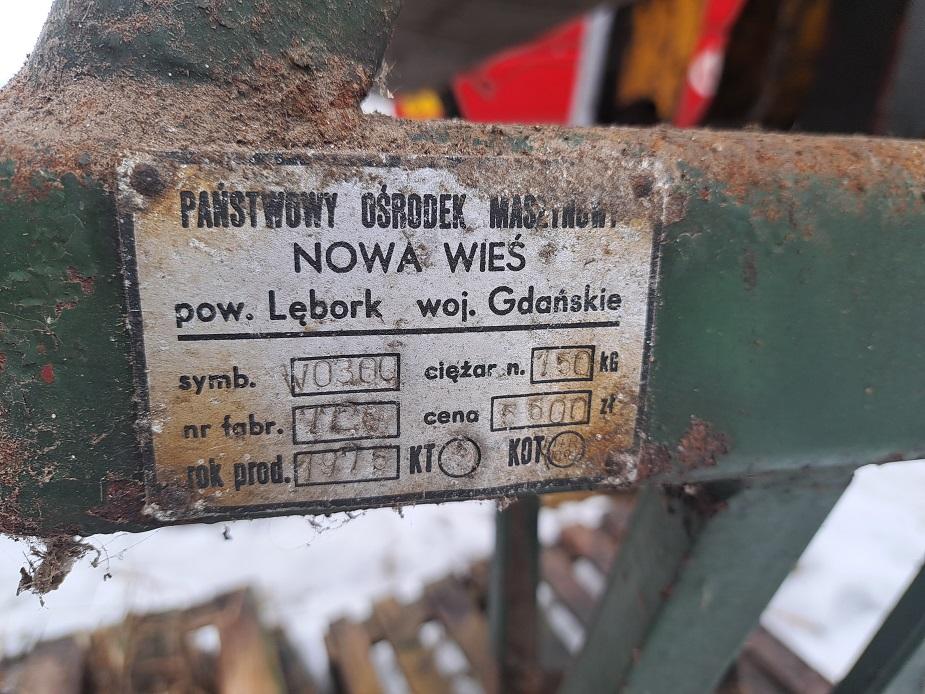 PAŃSTWOWY OŚRODEK MASZYNOWY
NOWA WIEŚ
pow. Lębork woj. Gdańskie
symb. W0300 ciężar n. 150 kG
nr fabr. cena zł
rok prod. KT KOT